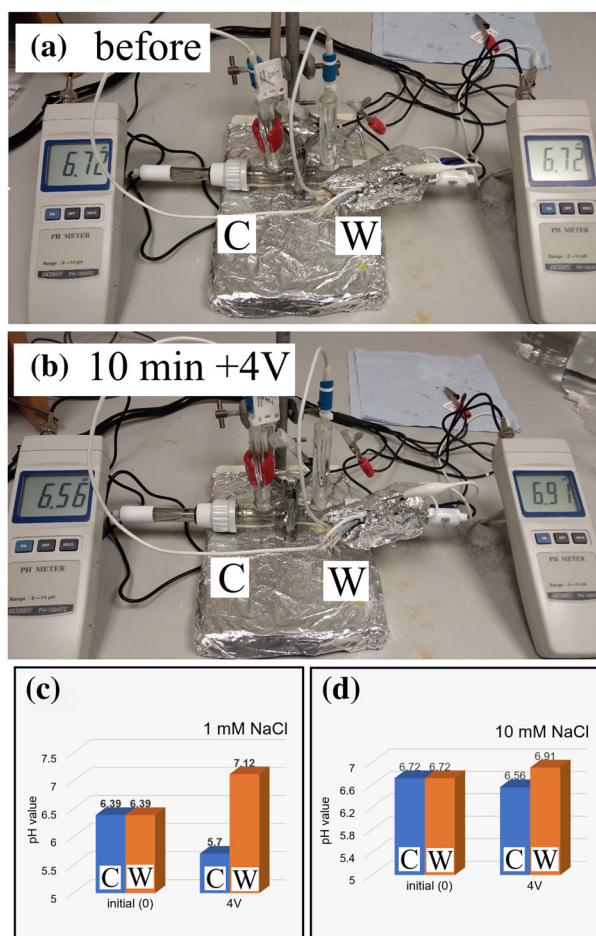 (a) before
6.72
6.72
ON OFF HOLD
ON OFF HOLD
PH METER
PH METER
Range : 0~14 pH
C
W
(b) 10 min +4V
6.56
6.91
ON OFF HOLD
ON OFF HOLD
PH METER
PH METER
C
W
(c)
1 mM NaCl
pH value
7.5
7
6.5
6
5.5
5
6.39 6.39
5.7
7.12
C W
C W
initial (0)
4V
(d)
10 mM NaCl
pH value
7
6.6
6.2
5.8
5.4
5
6.72 6.72
6.56
6.91
C W
C W
initial (0)
4V